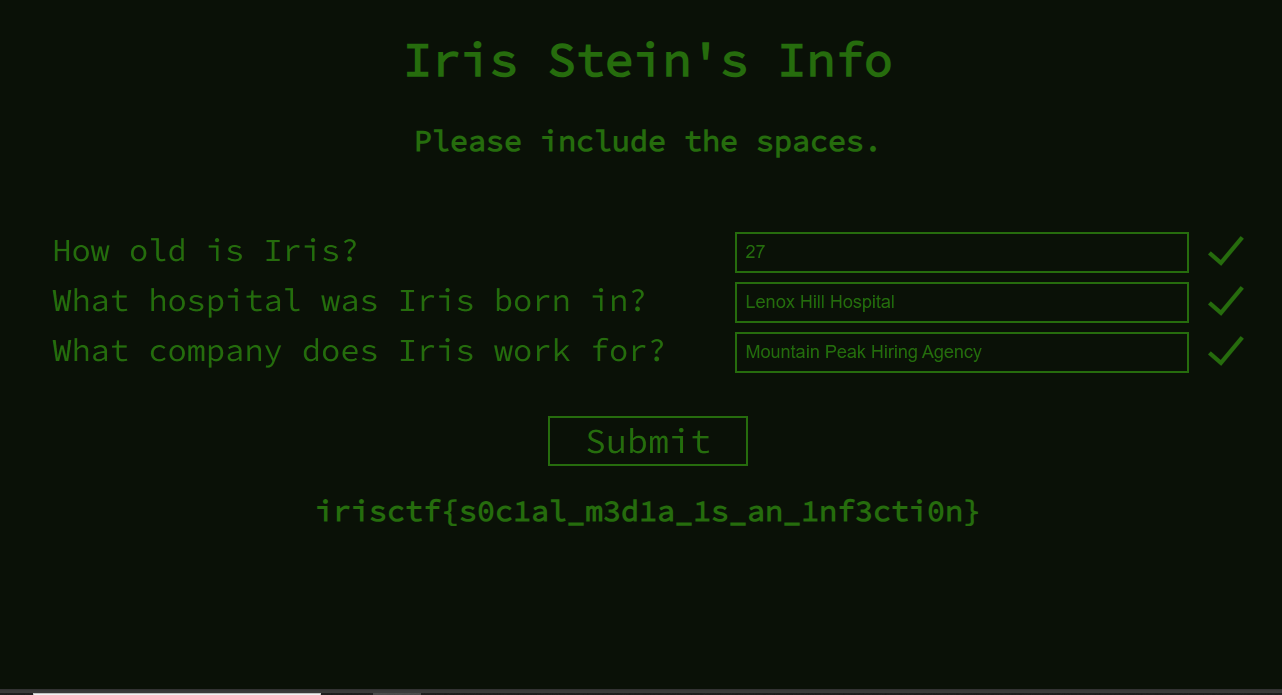 Iris Stein's Info
Please include the spaces.
How old is Iris? 27
What hospital was Iris born in? Lenox Hill Hospital
What company does Iris work for? Mountain Peak Hiring Agency
Submit
irisctf{s0c1al_m3d1a_1s_an_1nf3cti0n}